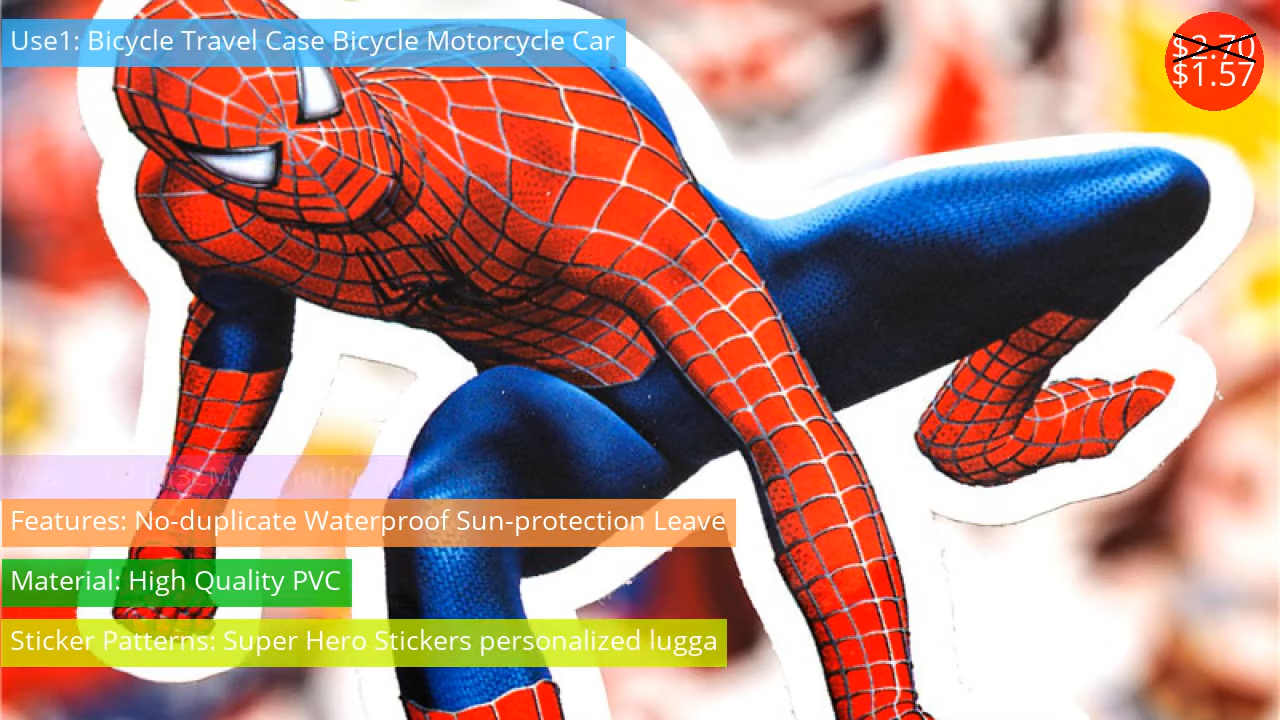 Use1: Bicycle Travel Case Bicycle Motorcycle Car
$2.70
$1.57
Features: No-duplicate Waterproof Sun-protection Leave
Material: High Quality PVC
Sticker Patterns: Super Hero Stickers personalized lugga